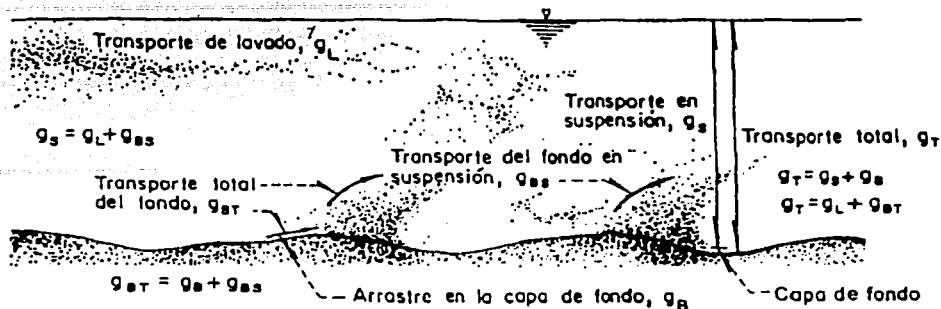 Transporte de lavado, g_L
Transporte en
suspensión, g_s
g_s = g_L + g_BS
Transporte total, g_T
Transporte del fondo en
suspensión, g_BS
Transporte total
del fondo, g_BT
g_T = g_S + g_B
g_T = g_L + g_BT
g_BT = g_B + g_BS
Arrastre en la capa de fondo, g_B
Capa de fondo